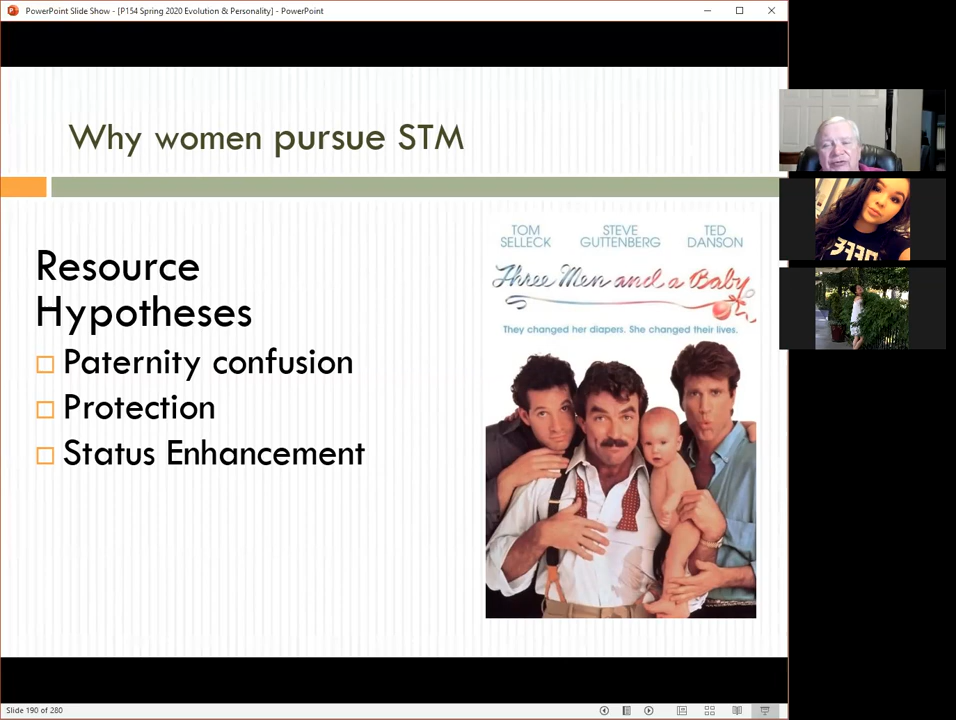 PowerPoint Slide Show - [P154 Spring 2020 Evolution & Personality] - PowerPoint
Why women pursue STM
Resource
Hypotheses
Paternity confusion
Protection
Status Enhancement
TOM
SELLECK
STEVE
GUTTENBERG
TED
DANSON
Three Men and a Baby
They changed her diapers. She changed their lives.
Slide 190 of 280